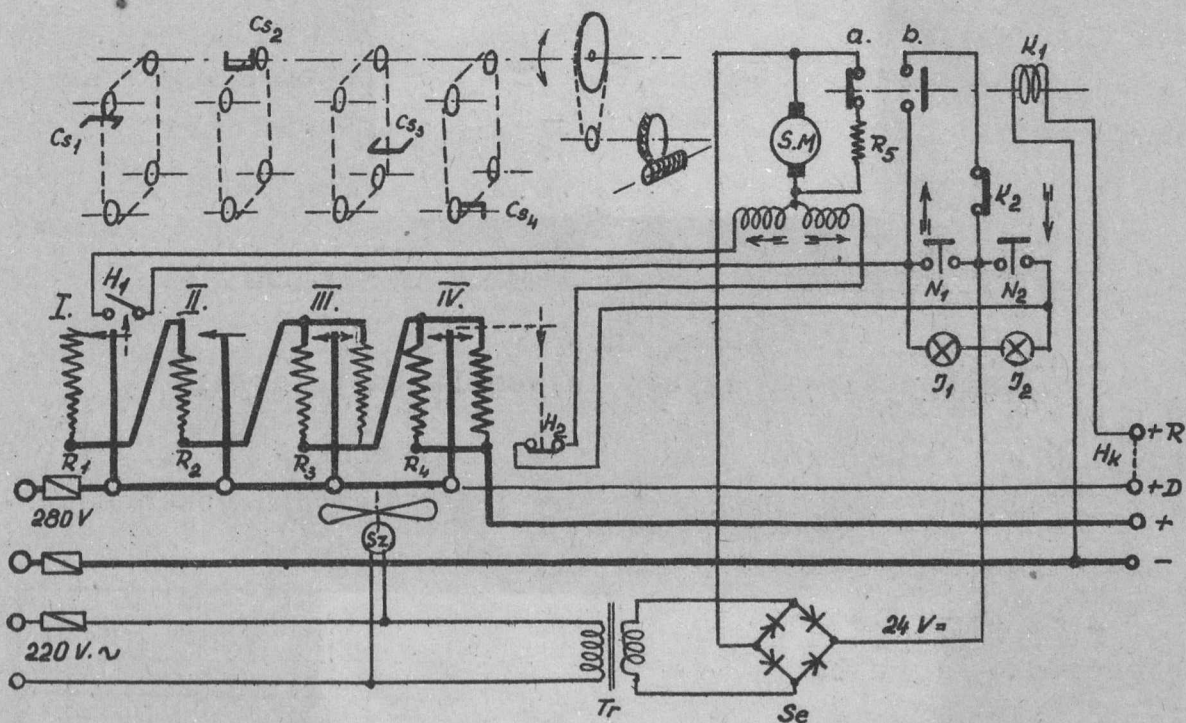 Cs2
a.
b.
K1
Cs1
Cs3
S.M
R5
Cs4
K2
H1
N1
N2
I.
II.
III.
IV.
J1
J2
H2
+R
R1
R2
R3
R4
Hk
+D
280 V
+
Sz.
-
220 V. ~
24 V=
Tr
Se